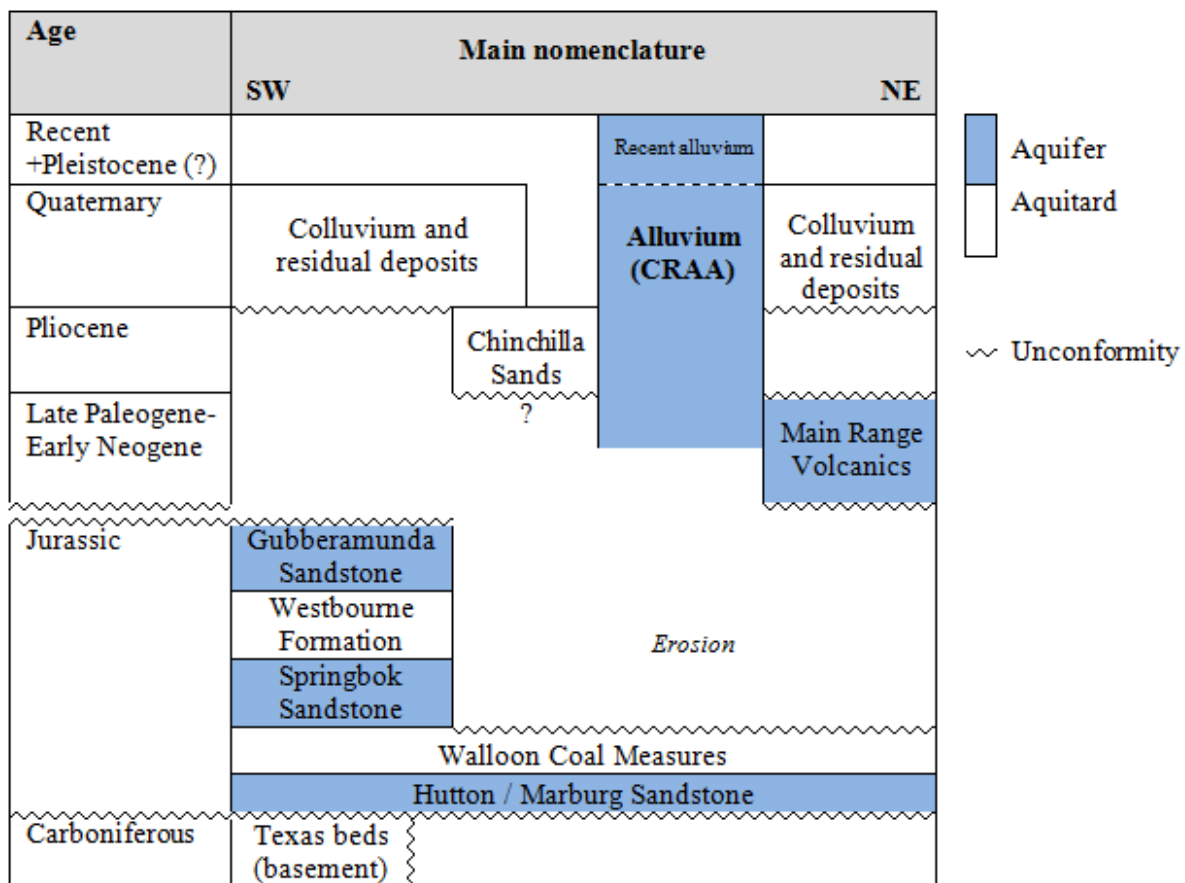 Age
Main nomenclature
SW
NE
Recent
+Pleistocene (?)
Recent alluvium
Aquifer
Aquitard
Quaternary
Colluvium and
residual deposits
Alluvium
(CRAA)
Colluvium
and residual
deposits
Pliocene
Chinchilla
Sands
?
Unconformity
Late Paleogene-
Early Neogene
Main Range
Volcanics
Jurassic
Gubberamunda
Sandstone
Westbourne
Formation
Erosion
Springbok
Sandstone
Walloon Coal Measures
Hutton / Marburg Sandstone
Carboniferous
Texas beds
(basement)